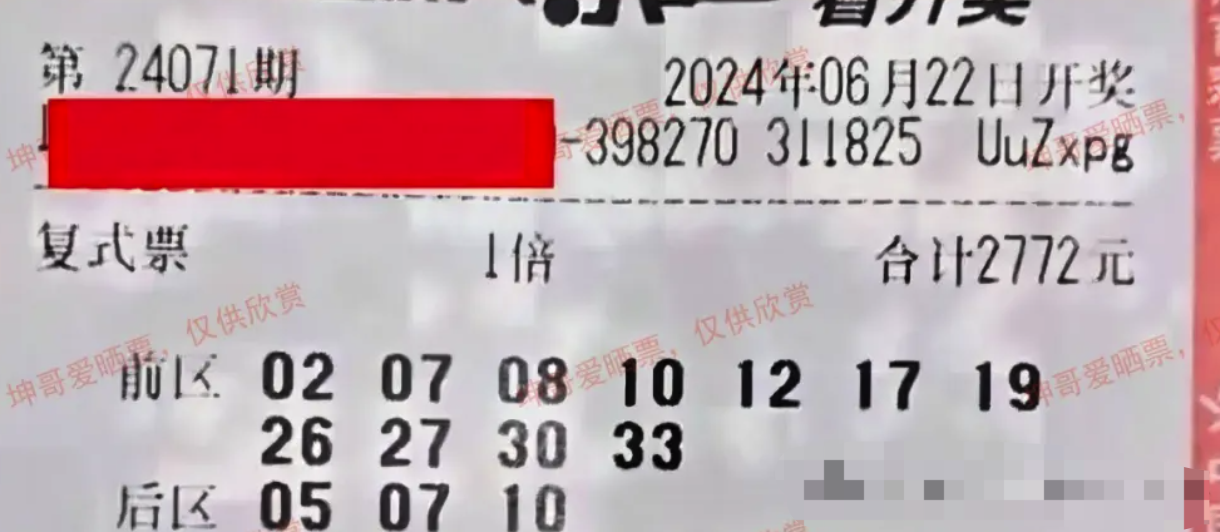 第 24071期
2024年06月22日开奖
-398270 311825 UuZxpg
复式票 1倍 合计2772元
前区 02 07 08 10 12 17 19
26 27 30 33
后区 05 07 10
坤哥爱晒票，仅供欣赏